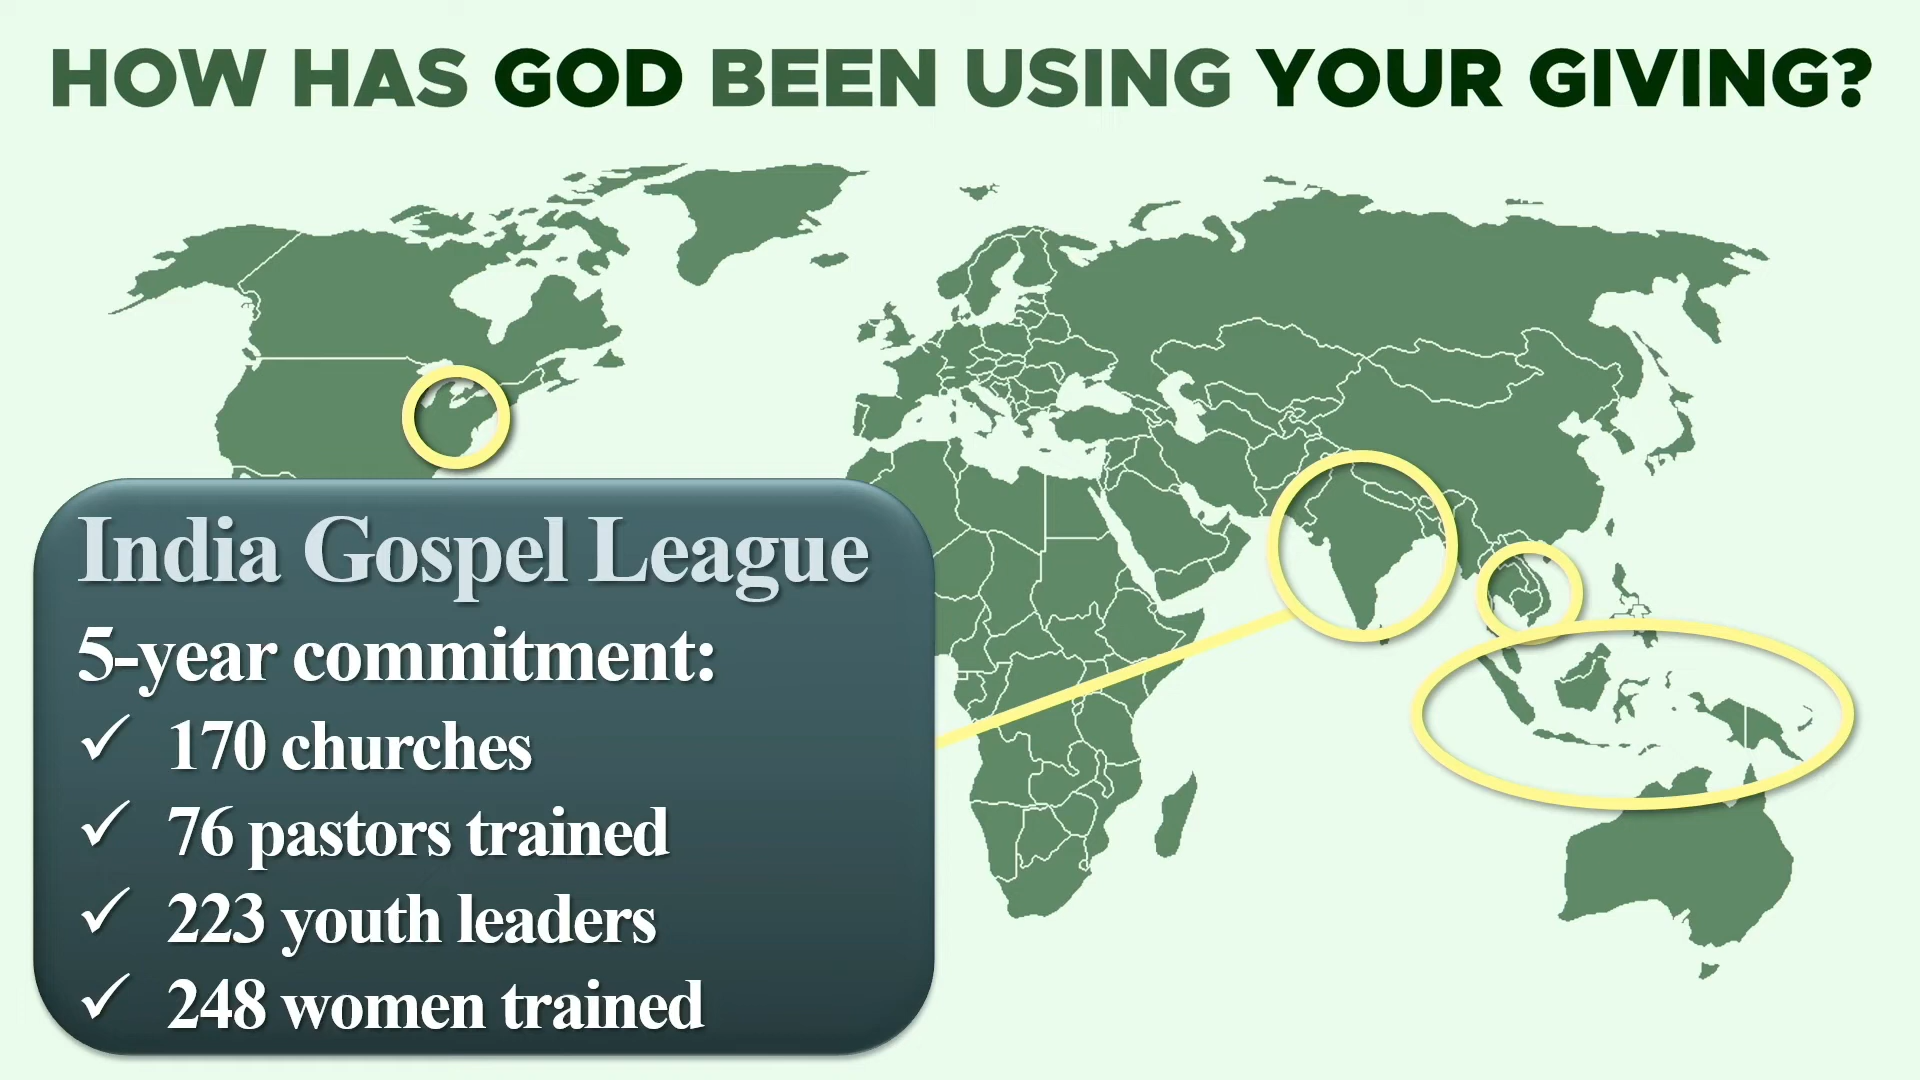 HOW HAS GOD BEEN USING YOUR GIVING?
India Gospel League
5-year commitment:
✓ 170 churches
✓ 76 pastors trained
✓ 223 youth leaders
✓ 248 women trained